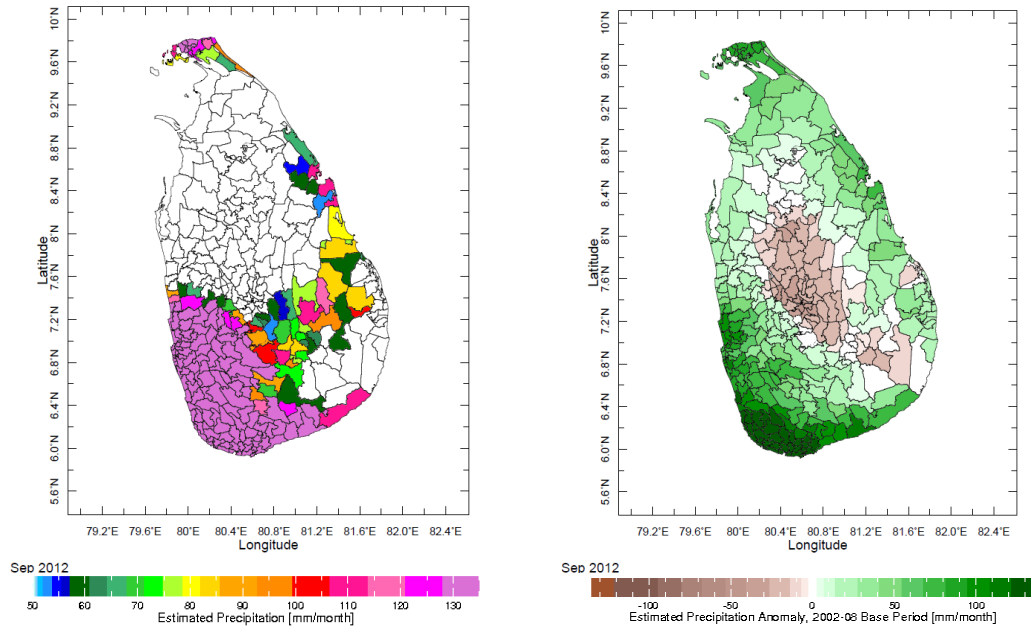 10°N
9.6°N
9.2°N
8.8°N
8.4°N
8°N
7.6°N
7.2°N
6.8°N
6.4°N
6.0°N
5.6°N
Latitude
79.2°E 79.6°E 80°E 80.4°E 80.8°E 81.2°E 81.6°E 82.0°E 82.4°E
Longitude
Sep 2012
50 60 70 80 90 100 110 120 130
Estimated Precipitation [mm/month]
10°N
9.6°N
9.2°N
8.8°N
8.4°N
8°N
7.6°N
7.2°N
6.8°N
6.4°N
6.0°N
5.6°N
Latitude
79.2°E 79.6°E 80°E 80.4°E 80.8°E 81.2°E 81.6°E 82.0°E 82.4°E
Longitude
Sep 2012
-100 -50 0 50 100
Estimated Precipitation Anomaly, 2002-08 Base Period [mm/month]